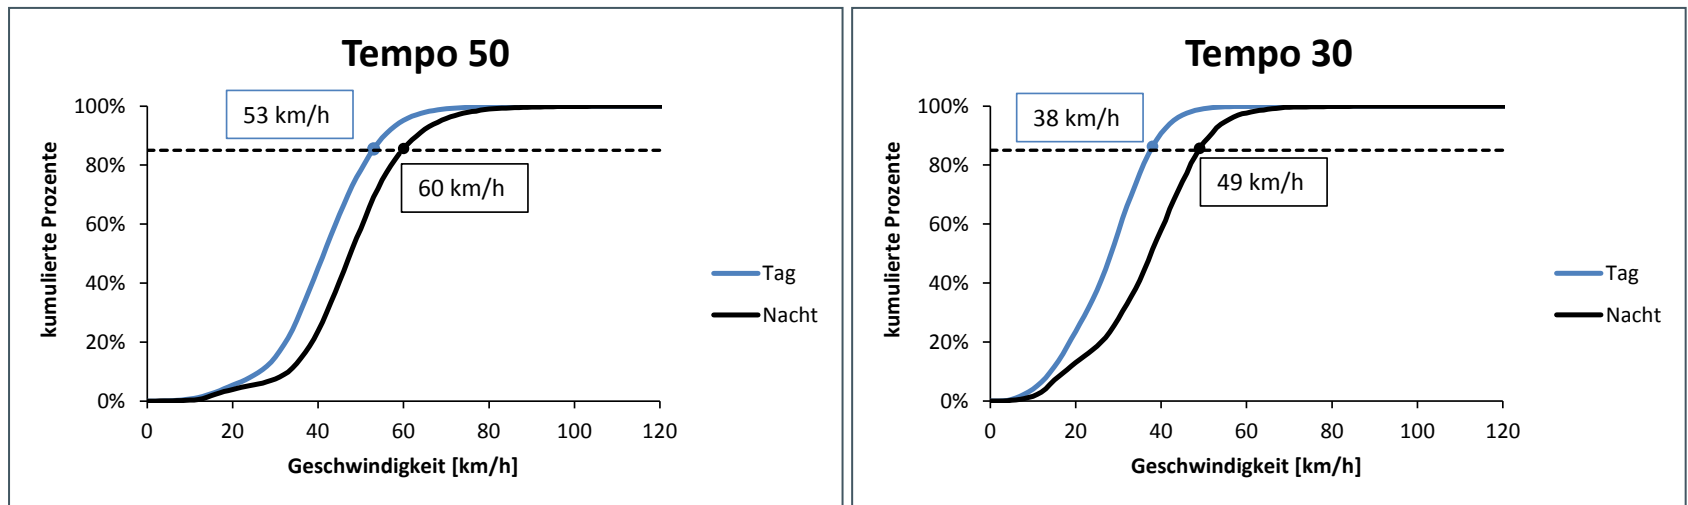 Tempo 50
53 km/h
60 km/h
kumulierte Prozente
100%
80%
60%
40%
20%
0%
0 20 40 60 80 100 120
Geschwindigkeit [km/h]
Tag
Nacht
Tempo 30
38 km/h
49 km/h
kumulierte Prozente
100%
80%
60%
40%
20%
0%
0 20 40 60 80 100 120
Geschwindigkeit [km/h]
Tag
Nacht